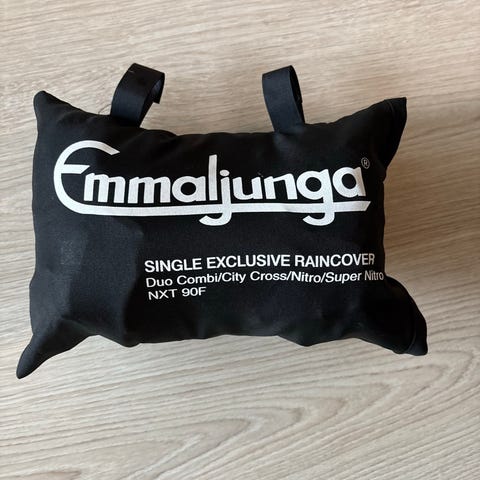 Emmaljunga®
SINGLE EXCLUSIVE RAINCOVER
Duo Combi/City Cross/Nitro/Super Nitro
NXT 90F